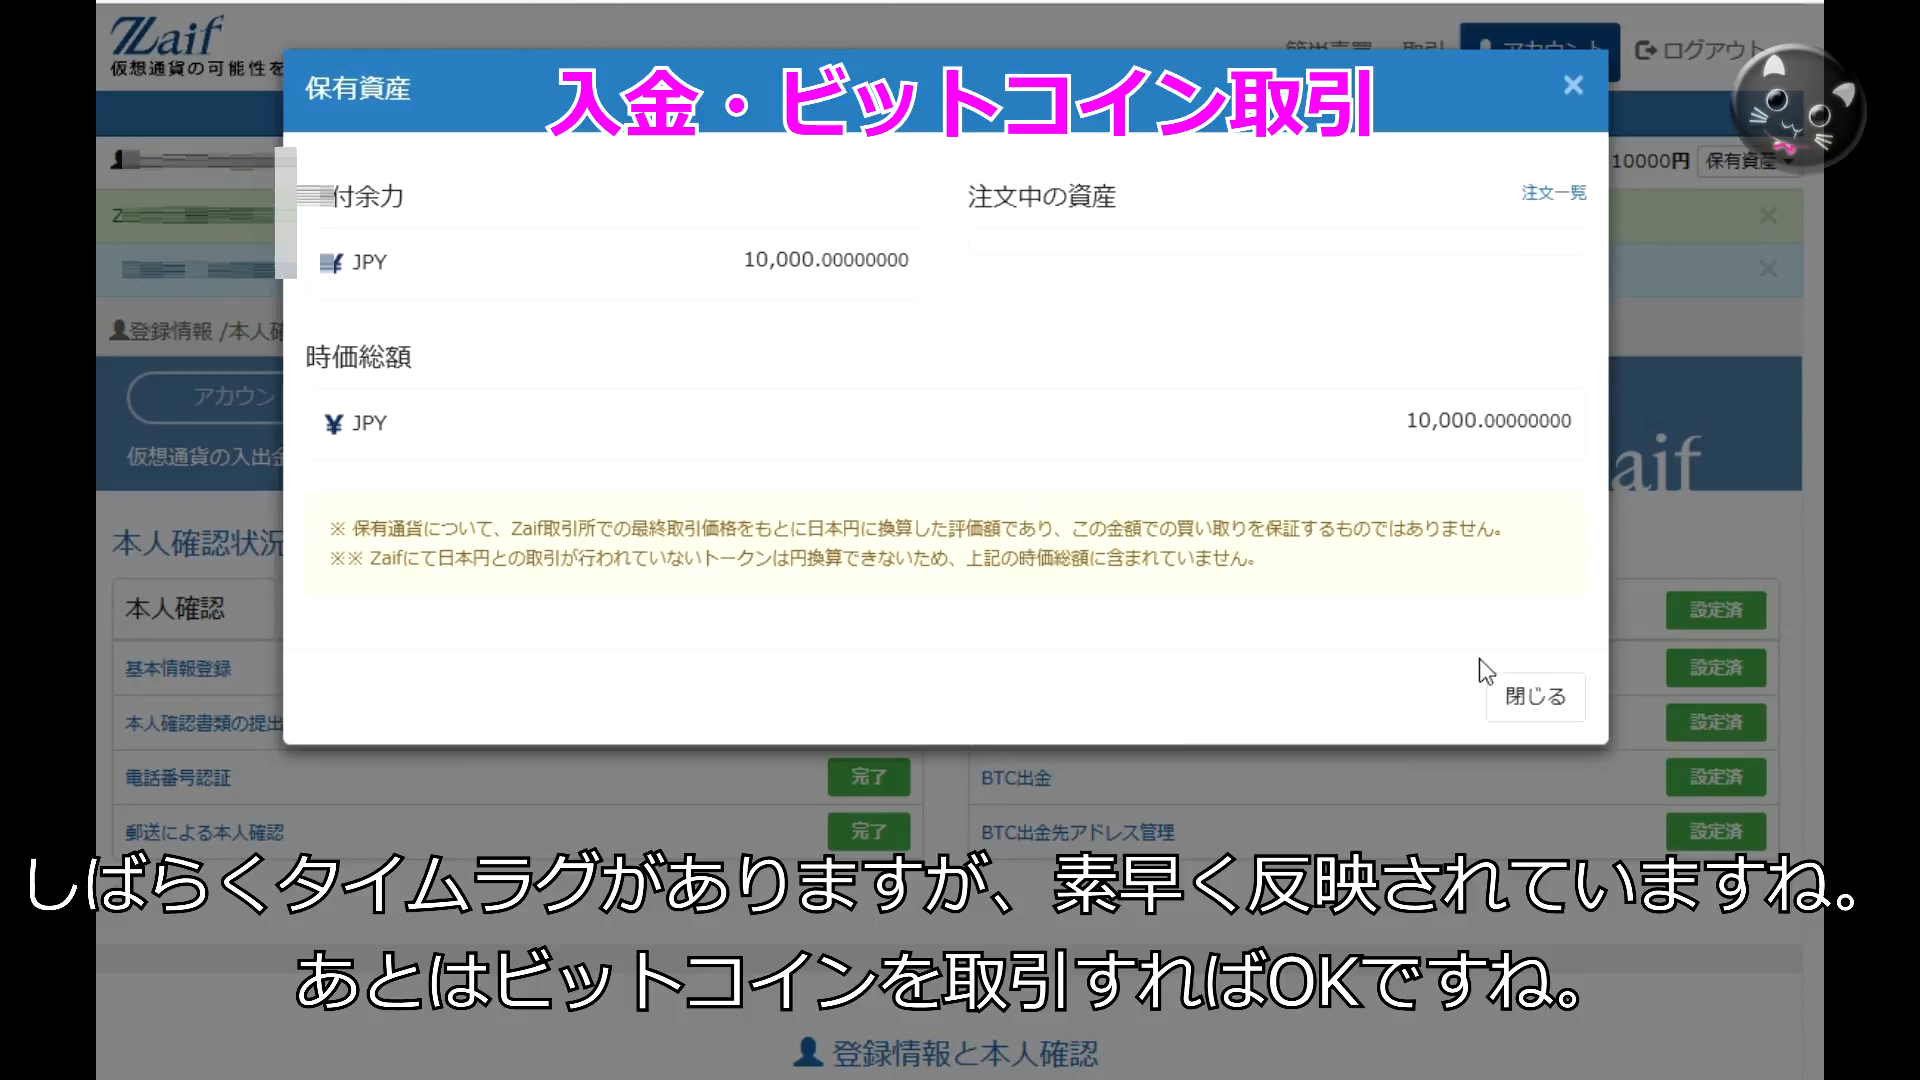 Zaif
仮想通貨の可能性を
簡単売買 取引 アカウント ログアウト
保有資産
入金・ビットコイン取引
×
10000円 保有資産
付余力
注文中の資産
注文一覧
Z
¥ JPY
10,000.00000000
登録情報 /本人確
時価総額
アカウン
¥ JPY
10,000.00000000
仮想通貨の入出金
aif
※ 保有通貨について、Zaif取引所での最終取引価格をもとに日本円に換算した評価額であり、この金額での買い取りを保証するものではありません。
※※ Zaifにて日本円との取引が行われていないトークンは円換算できないため、上記の時価総額に含まれていません。
本人確認状況
本人確認
設定済
基本情報登録
設定済
閉じる
本人確認書類の提出
設定済
電話番号認証
完了
BTC出金
設定済
郵送による本人確認
完了
BTC出金先アドレス管理
設定済
しばらくタイムラグがありますが、素早く反映されていますね。
あとはビットコインを取引すればOKですね。
登録情報と本人確認